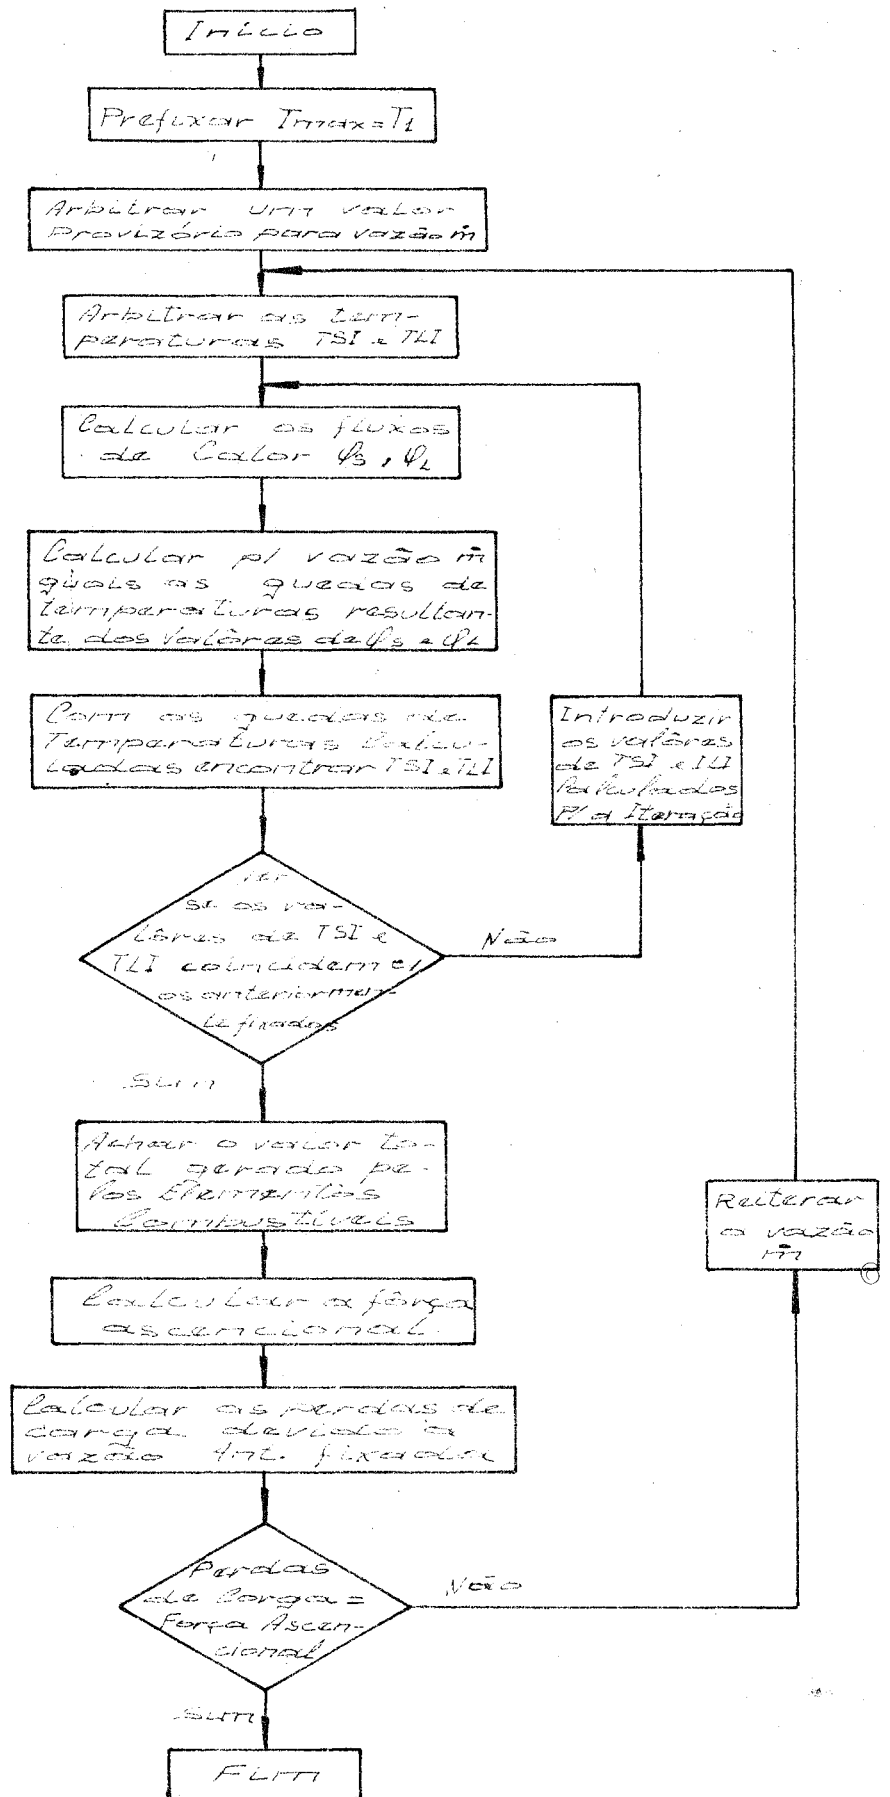 Início
Prefixar Tmax=T1
Arbitrar um valor
Provizório para vazão ṁ
Arbitrar as tem-
peraturas TSI e TLI
Calcular os fluxos
de Calor φs, φL
Calcular p/ vazão ṁ
quais as quedas de
temperaturas resultan-
te dos Valôres de φs e φL
Com as quedas de
Temperaturas Calcu-
ladas encontrar TSI e TLI
Introduzir
os valôres
de TSI e TLI
Calculados
P/ a Iteração
Ver
se os va-
lôres de TSI e
TLI coincidem c/
os anteriormen-
te fixados
Não
Sim
Achar o valor to-
tal gerado pe-
los Elementos
Combustíveis
Reiterar
a vazão
ṁ
©
Calcular a fôrça
ascencional
Calcular as perdas de
carga devido a
vazão Ant. fixada
Perdas
de Carga =
Força Ascen-
cional
Não
Sim
Fim